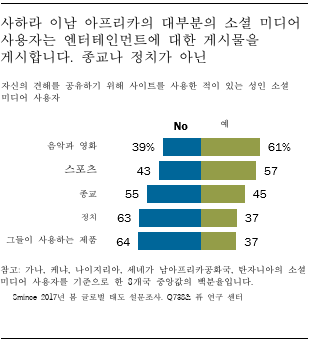 사하라 이남 아프리카의 대부분의 소셜 미디어
사용자는 엔터테인먼트에 대한 게시물을
게시합니다. 종교나 정치가 아닌
자신의 견해를 공유하기 위해 사이트를 사용한 적이 있는 성인 소셜
미디어 사용자
No 예
음악과 영화 39% 61%
스포츠 43 57
종교 55 45
정치 63 37
그들이 사용하는 제품 64 37
참고: 가나, 케냐, 나이지리아, 세네가 남아프리카공화국, 탄자니아의 소셜
미디어 사용자를 기준으로 한 6개국 중앙값의 백분율입니다.
2017년 봄 글로벌 태도 설문조사. 퓨 연구 센터